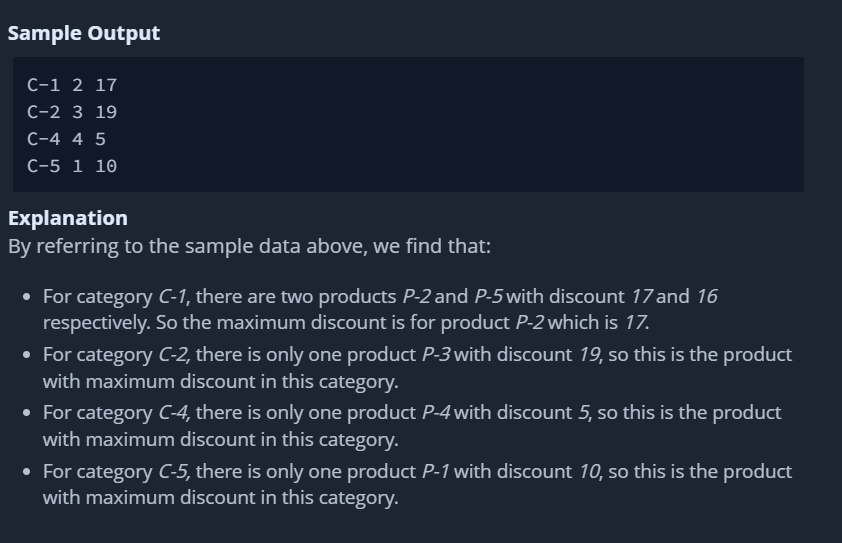 Sample Output
C-1 2 17
C-2 3 19
C-4 4 5
C-5 1 10
Explanation
By referring to the sample data above, we find that:
• For category C-1, there are two products P-2 and P-5 with discount 17 and 16
respectively. So the maximum discount is for product P-2 which is 17.
• For category C-2, there is only one product P-3 with discount 19, so this is the product
with maximum discount in this category.
• For category C-4, there is only one product P-4 with discount 5, so this is the product
with maximum discount in this category.
• For category C-5, there is only one product P-1 with discount 10, so this is the product
with maximum discount in this category.